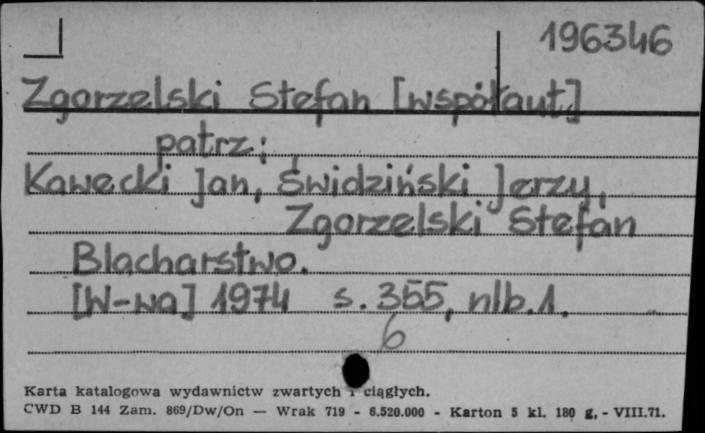 196346
Zgorzelski Stefan [współaut]
patrz:
Kawecki Jan, Świdziński Jerzy,
Zgorzelski Stefan
Blacharstwo.
[W-wa] 1974 s. 355, nlb. 1.
6
Karta katalogowa wydawnictw zwartych i ciągłych.
CWD B 144 Zam. 869/Dw/On — Wrak 719 - 6.520.000 - Karton 5 kl. 180 g. - VIII.71.